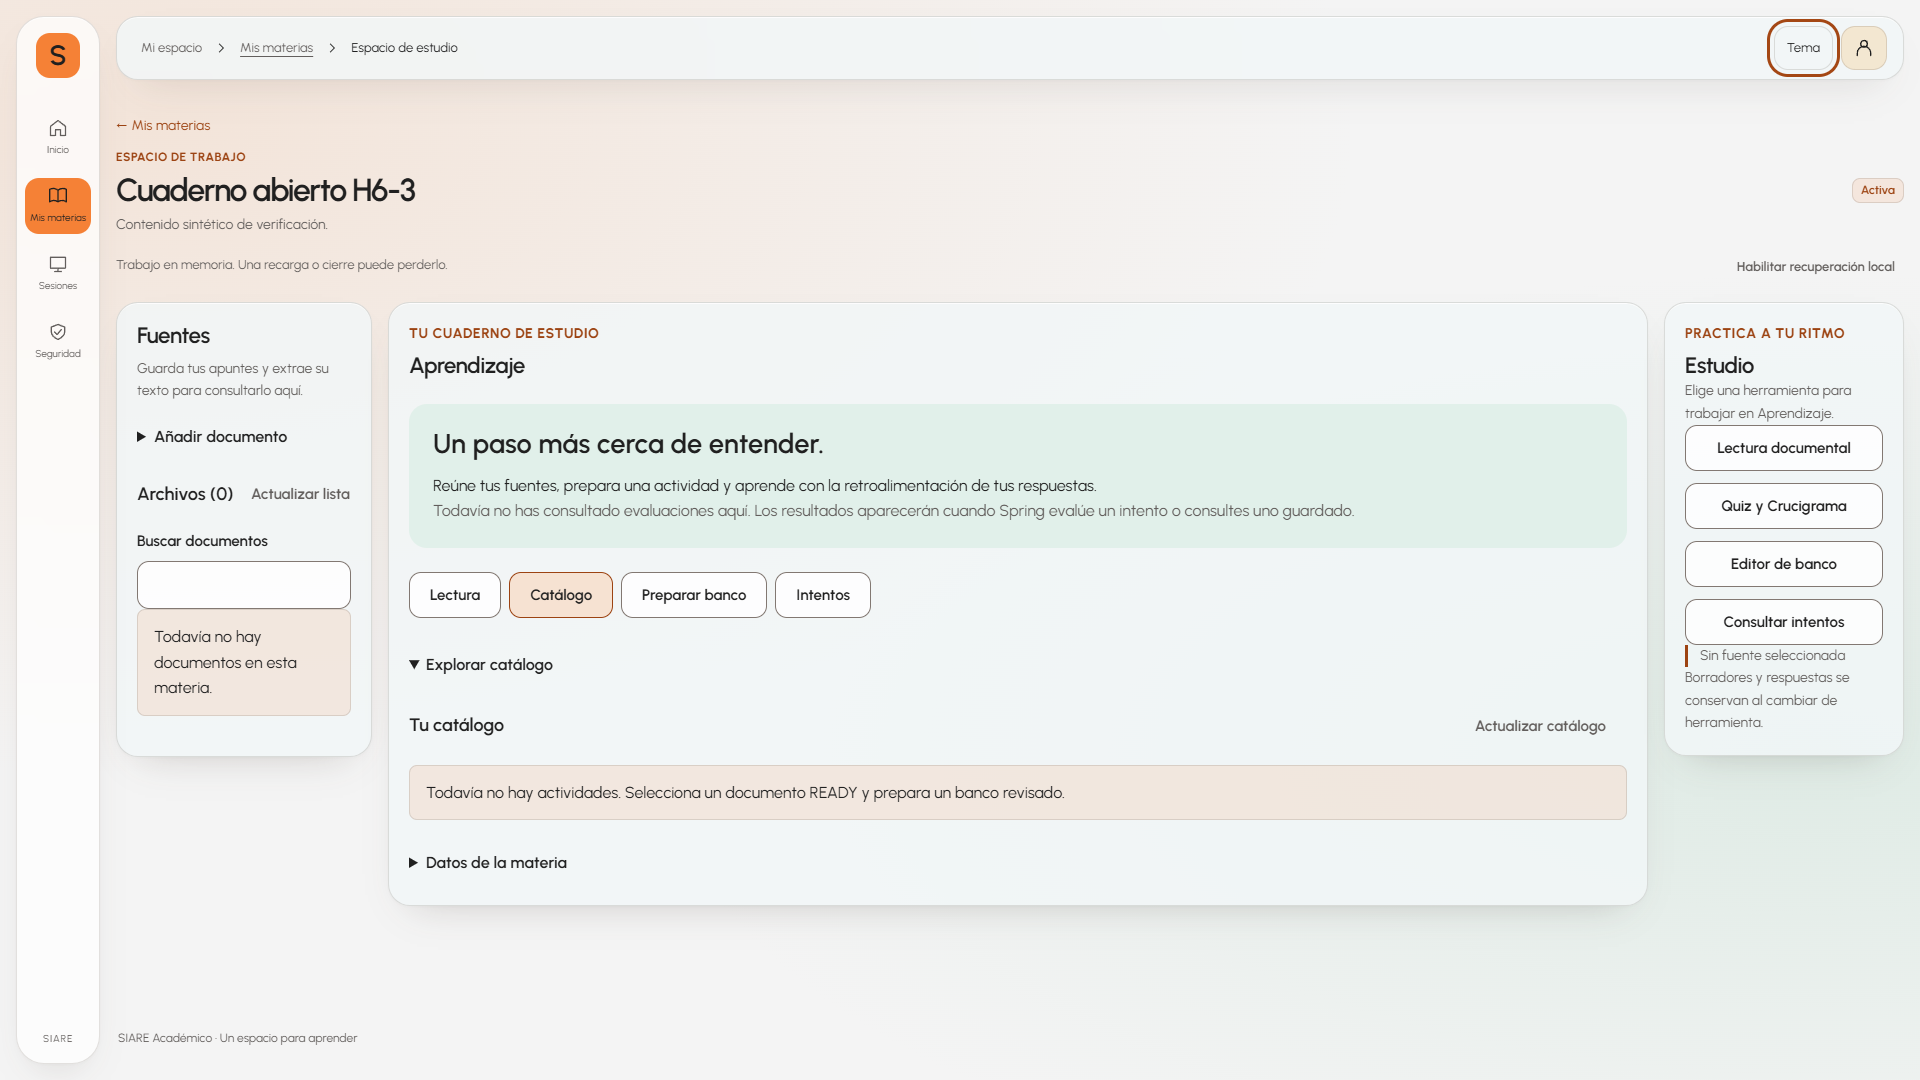 S
Inicio
Mis materias
Sesiones
Seguridad
SIARE
Mi espacio > Mis materias > Espacio de estudio
Tema
← Mis materias
ESPACIO DE TRABAJO
Cuaderno abierto H6-3
Activa
Contenido sintético de verificación.
Trabajo en memoria. Una recarga o cierre puede perderlo.
Habilitar recuperación local
Fuentes
Guarda tus apuntes y extrae su
texto para consultarlo aquí.
Añadir documento
Archivos (0) Actualizar lista
Buscar documentos
Todavía no hay
documentos en esta
materia.
TU CUADERNO DE ESTUDIO
Aprendizaje
Un paso más cerca de entender.
Reúne tus fuentes, prepara una actividad y aprende con la retroalimentación de tus respuestas.
Todavía no has consultado evaluaciones aquí. Los resultados aparecerán cuando Spring evalúe un intento o consultes uno guardado.
Lectura Catálogo Preparar banco Intentos
Explorar catálogo
Tu catálogo
Actualizar catálogo
Todavía no hay actividades. Selecciona un documento READY y prepara un banco revisado.
Datos de la materia
PRACTICA A TU RITMO
Estudio
Elige una herramienta para
trabajar en Aprendizaje.
Lectura documental
Quiz y Crucigrama
Editor de banco
Consultar intentos
Sin fuente seleccionada
Borradores y respuestas se
conservan al cambiar de
herramienta.
SIARE Académico · Un espacio para aprender